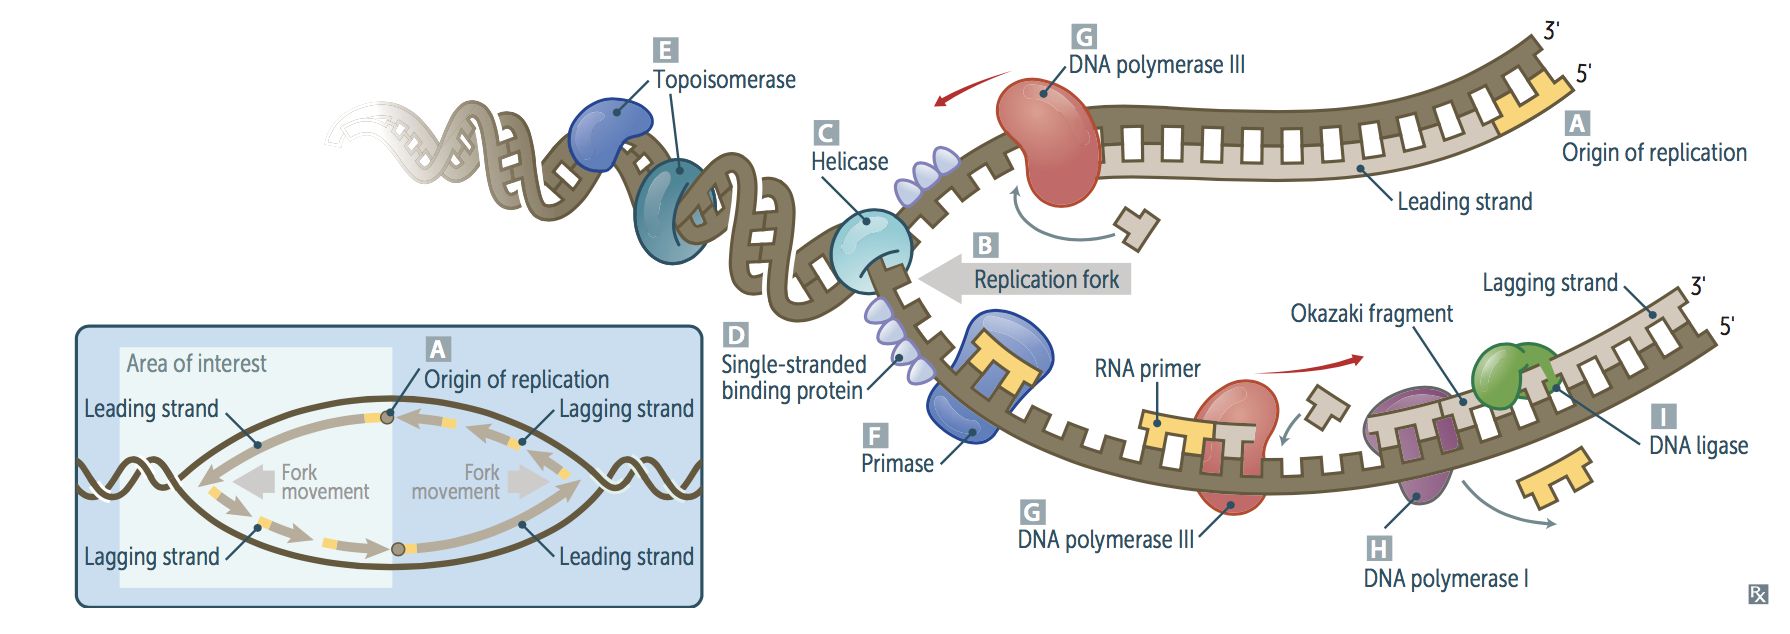 E
Topoisomerase
G
DNA polymerase III
3'
5'
A
Origin of replication
C
Helicase
Leading strand
B
Replication fork
D
Single-stranded
binding protein
Lagging strand
3'
5'
Okazaki fragment
RNA primer
F
Primase
I
DNA ligase
G
DNA polymerase III
H
DNA polymerase I
Area of interest
A
Origin of replication
Leading strand
Lagging strand
Fork
movement
Fork
movement
Lagging strand
Leading strand
Rx